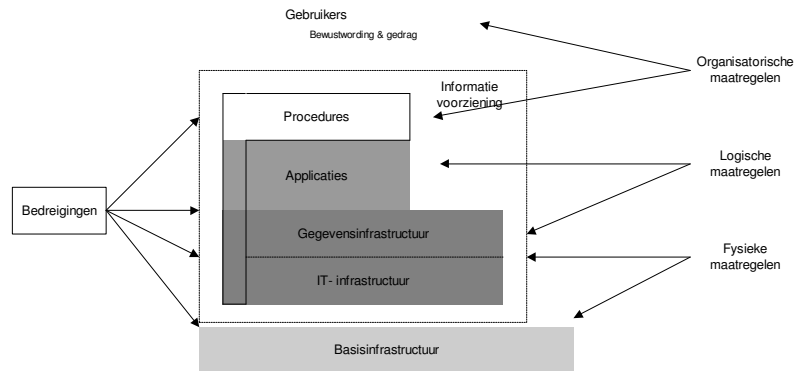 Gebruikers
Bewustwording & gedrag
Organisatorische
maatregelen
Informatie
voorziening
Procedures
Logische
maatregelen
Applicaties
Bedreigingen
Gegevensinfrastructuur
Fysieke
maatregelen
IT- infrastructuur
Basisinfrastructuur